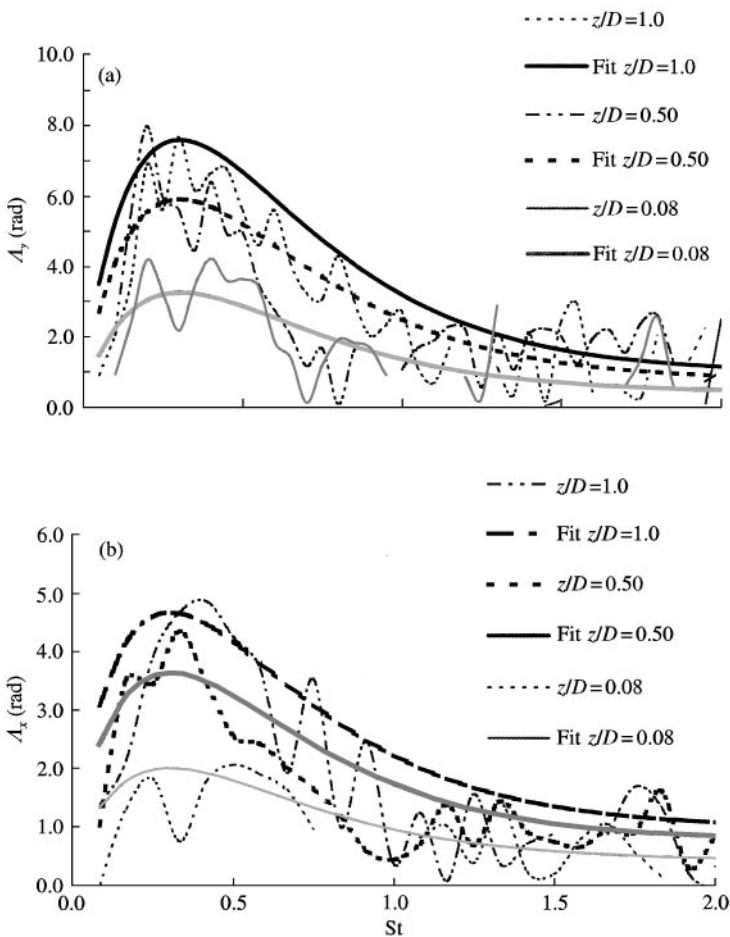 z/D=1.0
Fit z/D=1.0
z/D=0.50
Fit z/D=0.50
z/D=0.08
Fit z/D=0.08
(a)
10.0
8.0
6.0
4.0
2.0
0.0
Λy (rad)
z/D=1.0
Fit z/D=1.0
z/D=0.50
Fit z/D=0.50
z/D=0.08
Fit z/D=0.08
(b)
6.0
5.0
4.0
3.0
2.0
1.0
0.0
Λx (rad)
0.0 0.5 1.0 1.5 2.0
St